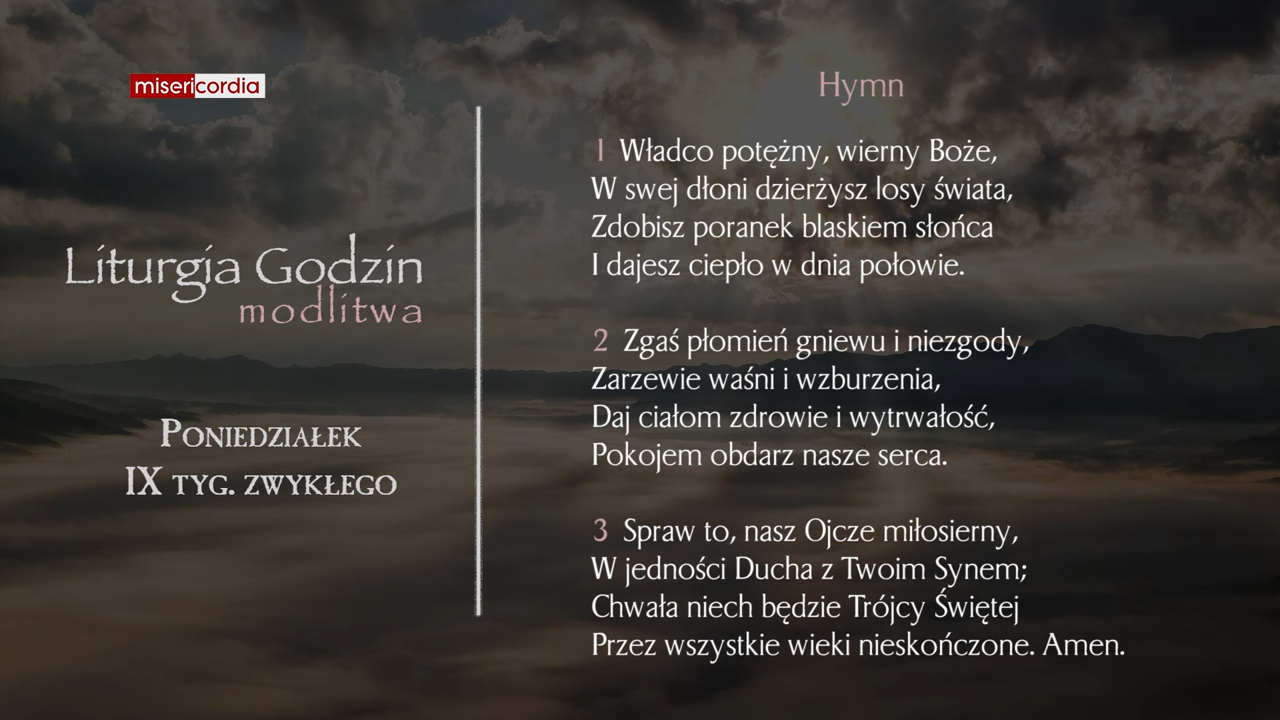 misericordia
Liturgia Godzin
modlitwa
Poniedziałek
IX tyg. zwykłego
Hymn
1 Władco potężny, wierny Boże,
W swej dłoni dzierżysz losy świata,
Zdobisz poranek blaskiem słońca
I dajesz ciepło w dnia połowie.
2 Zgaś płomień gniewu i niezgody,
Zarzewie waśni i wzburzenia,
Daj ciałom zdrowie i wytrwałość,
Pokojem obdarz nasze serca.
3 Spraw to, nasz Ojcze miłosierny,
W jedności Ducha z Twoim Synem;
Chwała niech będzie Trójcy Świętej
Przez wszystkie wieki nieskończone. Amen.